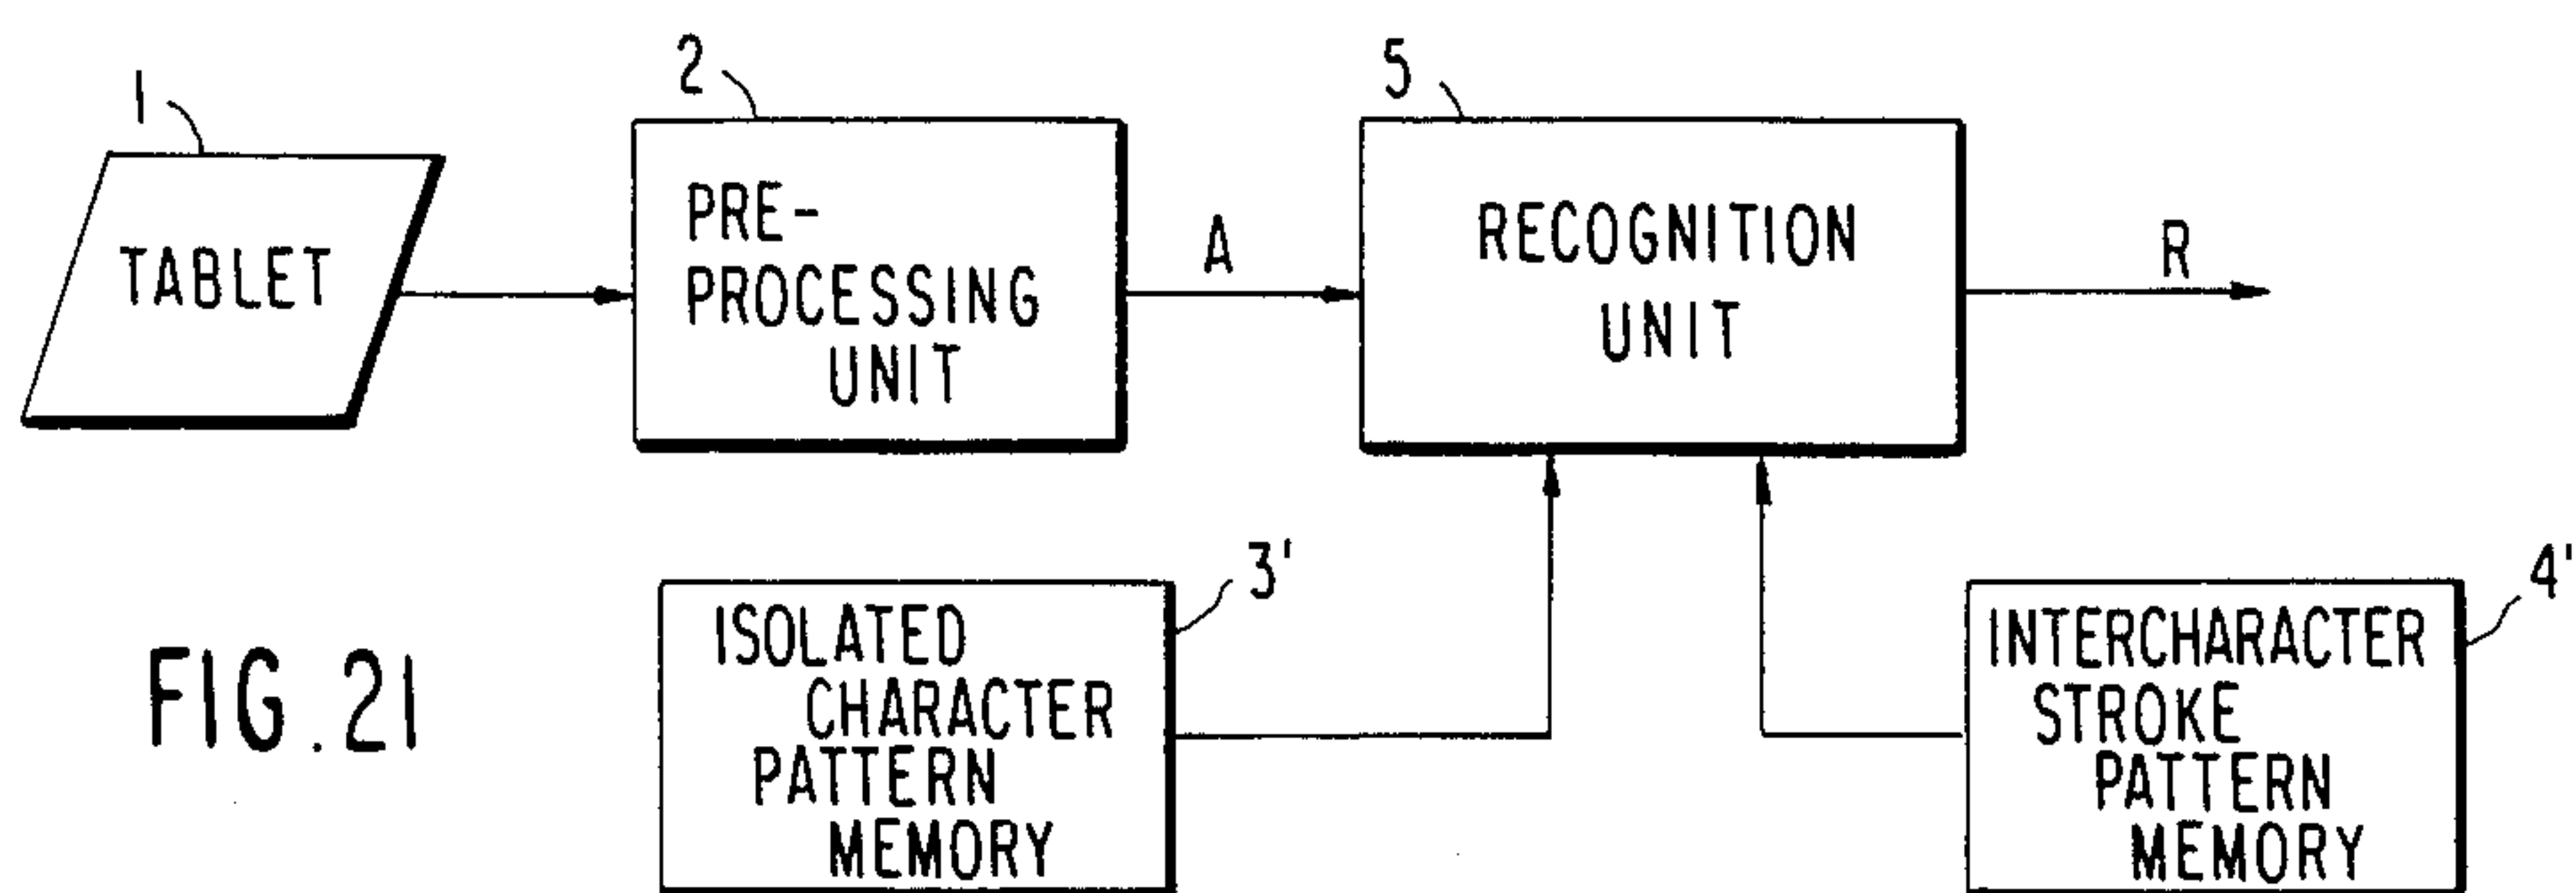 1
TABLET
2
PRE-
PROCESSING
UNIT
A
5
RECOGNITION
UNIT
R
3'
ISOLATED
CHARACTER
PATTERN
MEMORY
4'
INTERCHARACTER
STROKE
PATTERN
MEMORY
FIG. 21